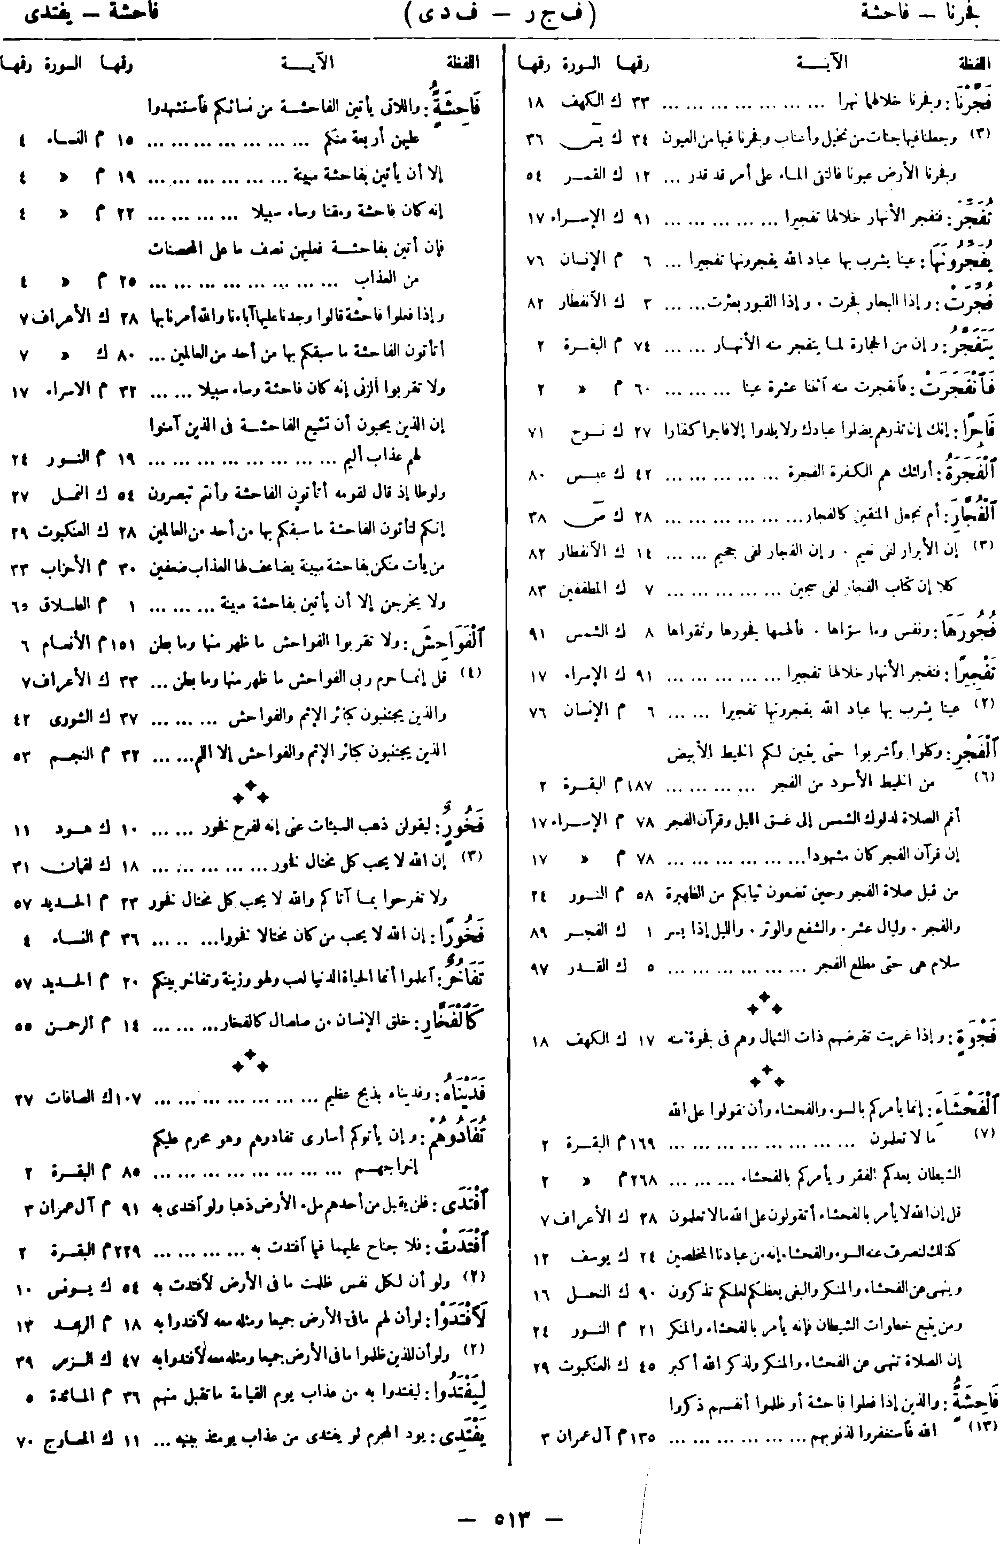 فجرنا — فاحشة
(ف ج ر — ف د ى)
فاحشة — يفتدى
اللفظة الآيــة رقمها السورة رقمها
فَجَّرْنَا : وفجرنا خلالهما نهرا ... ... ... ... ... ... ٣٣ ك الكهف ١٨
(٣) وجعلنا فيها جنات من نخيل وأعناب وفجرنا فيها من العيون ٣٤ ك يس ٣٦
وفجرنا الأرض عيونا فالتقى الماء على أمر قد قدر ... ١٢ ك القمر ٥٤
تُفَجِّرَ : فتفجر الأنهار خلالها تفجيرا ... ... ... ... ... ٩١ ك الإسراء ١٧
يُفَجِّرُونَهَا : عينا يشرب بها عباد الله يفجرونها تفجيرا ... ٦ م الإنسان ٧٦
فُجِّرَتْ : وإذا البحار فجرت . وإذا القبور بعثرت ... ... ٣ ك الانفطار ٨٢
يَتَفَجَّرُ : وإن من الحجارة لما يتفجر منه الأنهار ... ... ٧٤ م البقرة ٢
فَٱنْفَجَرَتْ : فانفجرت منه اثنتا عشرة عينا ... ... ... ٦٠ م « ٢
فَاجِرًا : إنك إن تذرهم يضلوا عبادك ولا يلدوا إلا فاجرا كفارا ٢٧ ك نوح ٧١
ٱلْفَجَرَةُ : أولئك هم الكفرة الفجرة ... ... ... ... ... ٤٢ ك عبس ٨٠
ٱلْفُجَّارِ : أم نجعل المتقين كالفجار ... ... ... ... ... ٢٨ ك ص ٣٨
(٣) إن الأبرار لفى نعيم . وإن الفجار لفى جحيم ... ... ١٤ ك الانفطار ٨٢
كلا إن كتاب الفجار لفى سجين ... ... ... ... ... ٧ ك المطففين ٨٣
فُجُورَهَا : ونفس وما سواها . فألهمها فجورها وتقواها ٨ ك الشمس ٩١
تَفْجِيرًا : فتفجر الأنهار خلالها تفجيرا ... ... ... ... ... ٩١ ك الإسراء ١٧
(٢) عينا يشرب بها عباد الله يفجرونها تفجيرا ... ... ٦ م الإنسان ٧٦
ٱلْفَجْرِ : وكلوا وأشربوا حتى يتبين لكم الخيط الأبيض
(٦) من الخيط الأسود من الفجر ... ... ... ... ١٨٧ م البقرة ٢
أقم الصلاة لدلوك الشمس إلى غسق الليل وقرآن الفجر ٧٨ م الإسراء ١٧
إن قرآن الفجر كان مشهودا ... ... ... ... ... ٧٨ م « ١٧
من قبل صلاة الفجر وحين تضعون ثيابكم من الظهيرة ٥٨ م النور ٢٤
والفجر . وليال عشر . والشفع والوتر . والليل إذا يسر ١ ك الفجر ٨٩
سلام هى حتى مطلع الفجر ... ... ... ... ... ... ٥ ك القدر ٩٧
فَجْوَةٍ : وإذا غربت تقرضهم ذات الشمال وهم فى فجوة منه ١٧ ك الكهف ١٨
ٱلْفَحْشَاءِ : إنما يأمركم بالسوء والفحشاء وأن تقولوا على الله
(٧) ما لا تعلمون ... ... ... ... ... ... ... ... ١٦٩ م البقرة ٢
الشيطان يعدكم الفقر ويأمركم بالفحشاء ... ... ... ٢٦٨ م « ٢
قل إن الله لا يأمر بالفحشاء أتقولون على الله ما لا تعلمون ٢٨ ك الأعراف ٧
كذلك لنصرف عنه السوء والفحشاء إنه من عبادنا المخلصين ٢٤ ك يوسف ١٢
وينهى عن الفحشاء والمنكر والبغى يعظكم لعلكم تذكرون ٩٠ ك النحل ١٦
ومن يتبع خطوات الشيطان فإنه يأمر بالفحشاء والمنكر ٢١ م النور ٢٤
إن الصلاة تنهى عن الفحشاء والمنكر ولذكر الله أكبر ٤٥ ك العنكبوت ٢٩
فَاحِشَةً : والذين إذا فعلوا فاحشة أو ظلموا أنفسهم ذكروا
(١٣) الله فاستغفروا لذنوبهم ... ... ... ... ... ... ١٣٥ م آل عمران ٣
اللفظة الآيــة رقمها السورة رقمها
فَاحِشَةً : واللاتى يأتين الفاحشة من نسائكم فاستشهدوا
عليهن أربعة منكم ... ... ... ... ... ... ... ١٥ م النساء ٤
إلا أن يأتين بفاحشة مبينة ... ... ... ... ... ... ١٩ م « ٤
إنه كان فاحشة ومقتا وساء سبيلا ... ... ... ... ٢٢ م « ٤
فإن أتين بفاحشة فعليهن نصف ما على المحصنات
من العذاب ... ... ... ... ... ... ... ... ٢٥ م « ٤
وإذا فعلوا فاحشة قالوا وجدنا عليها آباءنا والله أمرنا بها ٢٨ ك الأعراف ٧
أتأتون الفاحشة ما سبقكم بها من أحد من العالمين ... ٨٠ ك « ٧
ولا تقربوا الزنى إنه كان فاحشة وساء سبيلا ... ... ٣٢ م الاسراء ١٧
إن الذين يحبون أن تشيع الفاحشة فى الذين آمنوا
لهم عذاب أليم ... ... ... ... ... ... ... ... ١٩ م النور ٢٤
ولوطا إذ قال لقومه أتأتون الفاحشة وأنتم تبصرون ٥٤ ك النمل ٢٧
إنكم لتأتون الفاحشة ما سبقكم بها من أحد من العالمين ٢٨ ك العنكبوت ٢٩
من يأت منكن بفاحشة مبينة يضاعف لها العذاب ضعفين ٣٠ م الأحزاب ٣٣
ولا يخرجن إلا أن يأتين بفاحشة مبينة ... ... ... ١ م الطلاق ٦٥
ٱلْفَوَاحِشَ : ولا تقربوا الفواحش ما ظهر منها وما بطن ١٥١ م الأنعام ٦
(٤) قل إنما حرم ربى الفواحش ما ظهر منها وما بطن ... ٣٣ ك الأعراف ٧
والذين يجتنبون كبائر الإثم والفواحش ... ... ... ٣٧ ك الشورى ٤٢
الذين يجتنبون كبائر الإثم والفواحش إلا اللمم ... ... ٣٢ م النجم ٥٣
فَخُورٌ : ليقولن ذهب السيئات عنى إنه لفرح فخور ... ... ١٠ ك هود ١١
(٣) إن الله لا يحب كل مختال فخور ... ... ... ... ... ١٨ ك لقمان ٣١
ولا تفرحوا بما آتاكم والله لا يحب كل مختال فخور ٢٣ م الحديد ٥٧
فَخُورًا : إن الله لا يحب من كان مختالا فخورا ... ... ... ٣٦ م النساء ٤
تَفَاخُرٌ : أعلموا أنما الحياة الدنيا لعب ولهو وزينة وتفاخر بينكم ٢٠ م الحديد ٥٧
كَالْفَخَّارِ : خلق الإنسان من صلصال كالفخار ... ... ... ١٤ م الرحمن ٥٥
فَدَيْنَاهُ : وفديناه بذبح عظيم ... ... ... ... ... ... ... ١٠٧ ك الصافات ٣٧
تُفَادُوهُمْ : وإن يأتوكم أسارى تفادوهم وهو محرم عليكم
إخراجهم ... ... ... ... ... ... ... ... ٨٥ م البقرة ٢
ٱفْتَدَى : فلن يقبل من أحدهم ملء الأرض ذهبا ولو آفتدى به ٩١ م آل عمران ٣
ٱفْتَدَتْ : فلا جناح عليهما فيما آفتدت به ... ... ... ... ٢٢٩ م البقرة ٢
(٢) ولو أن لكل نفس ظلمت ما فى الأرض لآفتدت به ٥٤ ك يونس ١٠
لَٱفْتَدَوْا : لو أن لهم ما فى الأرض جميعا ومثله معه لآفتدوا به ١٨ م الرعد ١٣
(٢) ولو أن للذين ظلموا ما فى الأرض جميعا ومثله معه لآفتدوا به ٤٧ ك الزمر ٣٩
لِيَفْتَدُوا : ليفتدوا به من عذاب يوم القيامة ما تقبل منهم ٣٦ م المائدة ٥
يَفْتَدِى : يود المجرم لو يفتدى من عذاب يومئذ ببنيه ... ١١ ك المعارج ٧٠
— ٥١٣ —